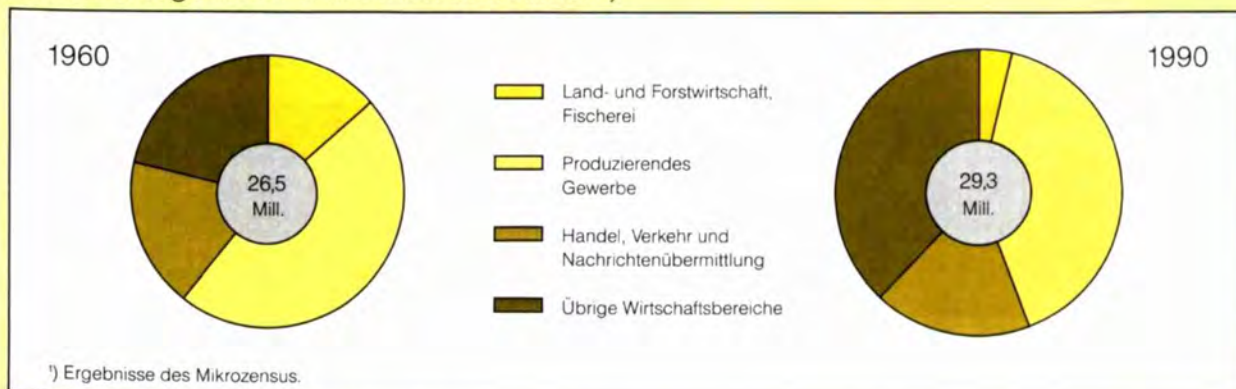 1960
1990
Land- und Forstwirtschaft,
Fischerei
Produzierendes
Gewerbe
Handel, Verkehr und
Nachrichtenübermittlung
Übrige Wirtschaftsbereiche
26,5
Mill.
29,3
Mill.
¹) Ergebnisse des Mikrozensus.